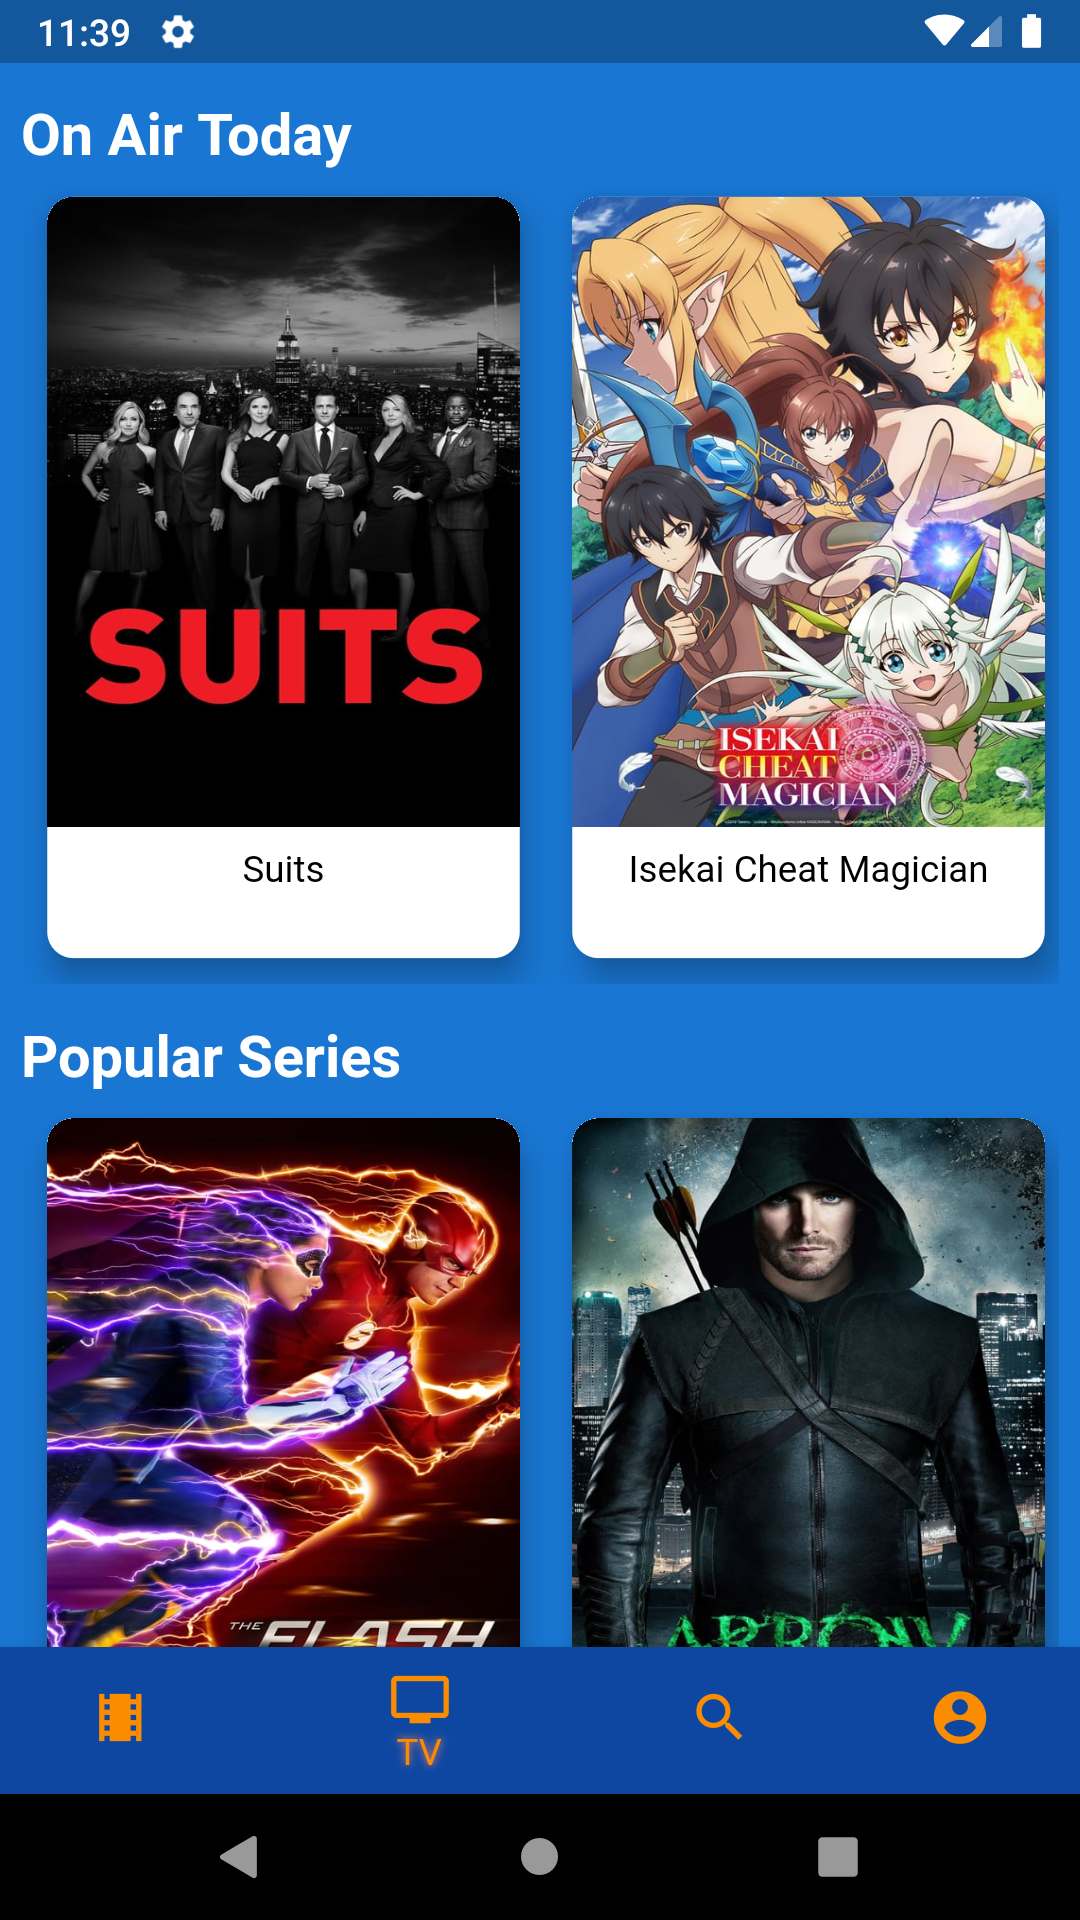 11:39
On Air Today
SUITS
ISEKAI
CHEAT
MAGICIAN
Suits
Isekai Cheat Magician
Popular Series
THE FLASH
ARROW
TV